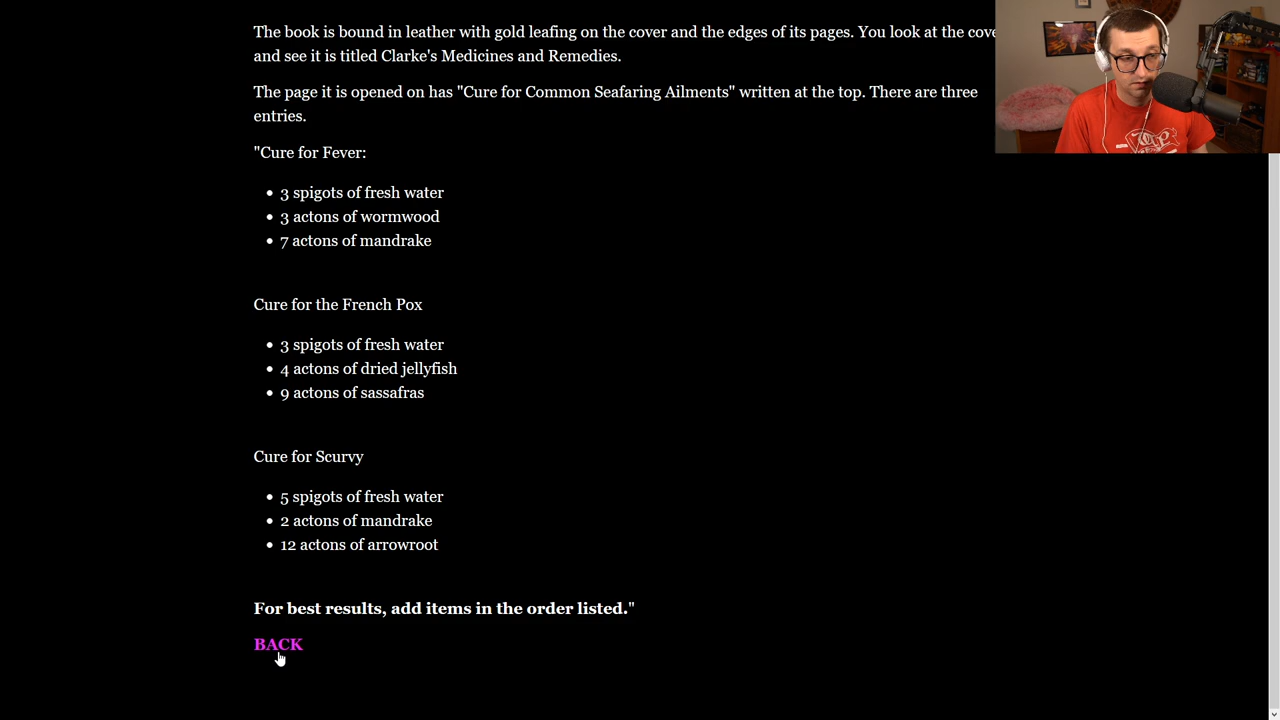 The book is bound in leather with gold leafing on the cover and the edges of its pages. You look at the
and see it is titled Clarke's Medicines and Remedies.
The page it is opened on has "Cure for Common Seafaring Ailments" written at the top. There are three
entries.
"Cure for Fever:
• 3 spigots of fresh water
• 3 actons of wormwood
• 7 actons of mandrake
Cure for the French Pox
• 3 spigots of fresh water
• 4 actons of dried jellyfish
• 9 actons of sassafras
Cure for Scurvy
• 5 spigots of fresh water
• 2 actons of mandrake
• 12 actons of arrowroot
For best results, add items in the order listed."
BACK